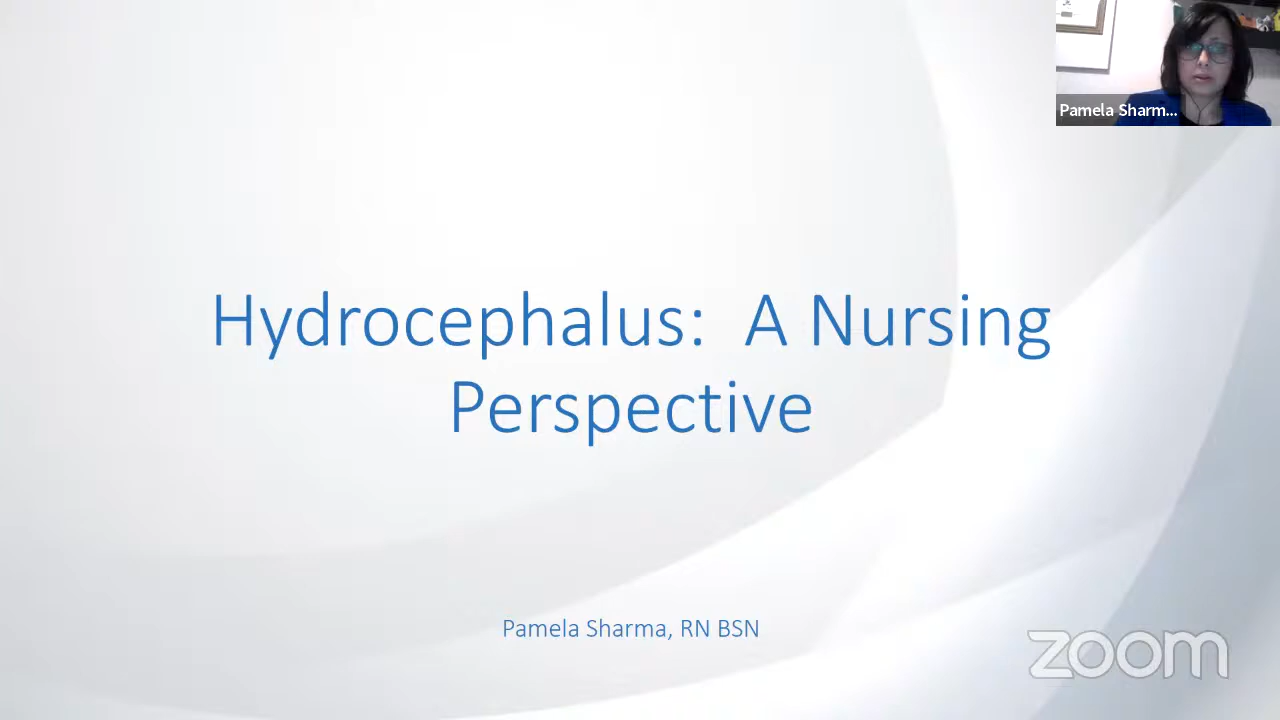 Pamela Sharm...
Hydrocephalus: A Nursing
Perspective
Pamela Sharma, RN BSN
zoom